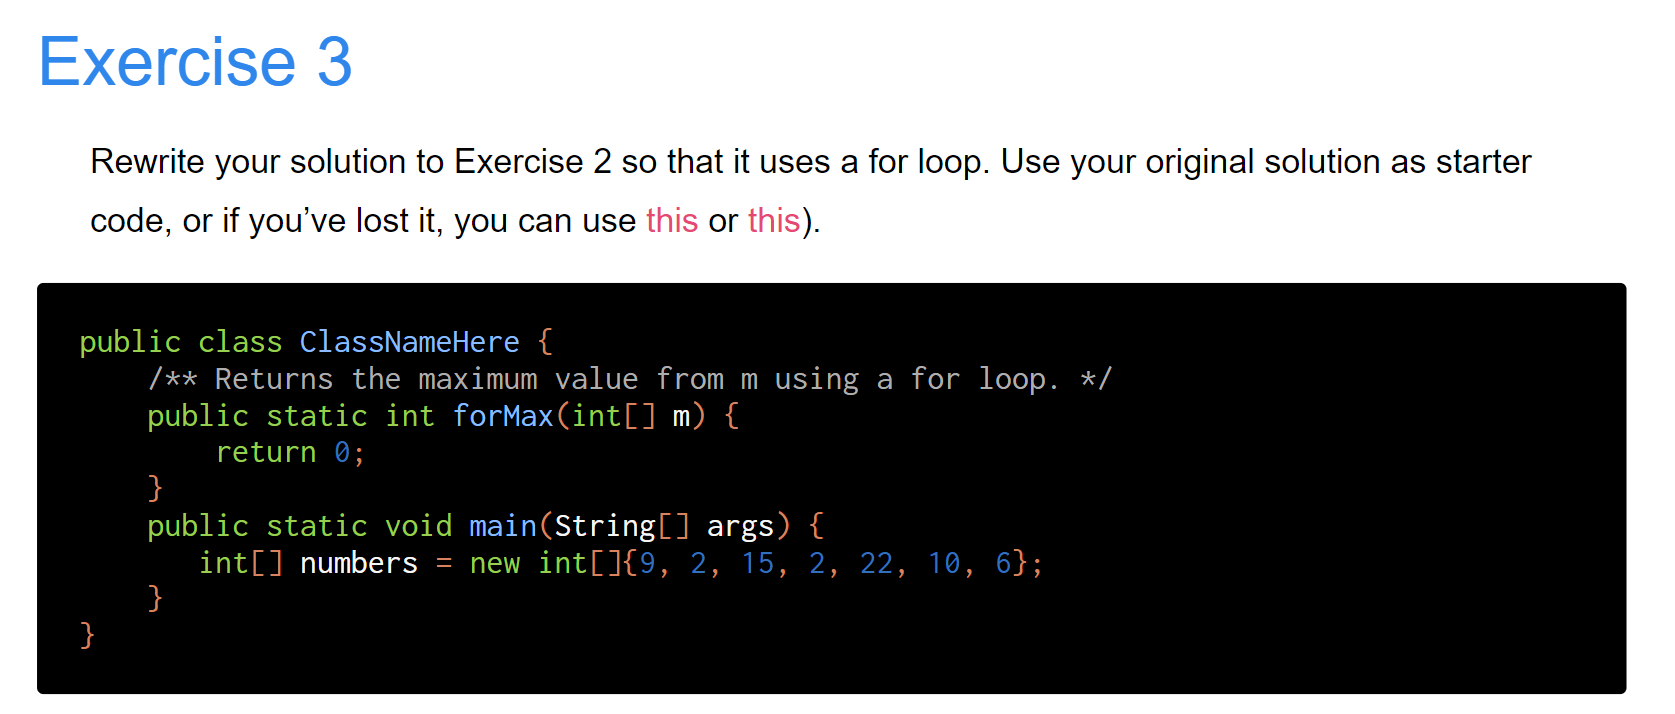 Exercise 3
Rewrite your solution to Exercise 2 so that it uses a for loop. Use your original solution as starter
code, or if you’ve lost it, you can use this or this).
public class ClassNameHere {
    /** Returns the maximum value from m using a for loop. */
    public static int forMax(int[] m) {
        return 0;
    }
    public static void main(String[] args) {
       int[] numbers = new int[]{9, 2, 15, 2, 22, 10, 6};
    }
}